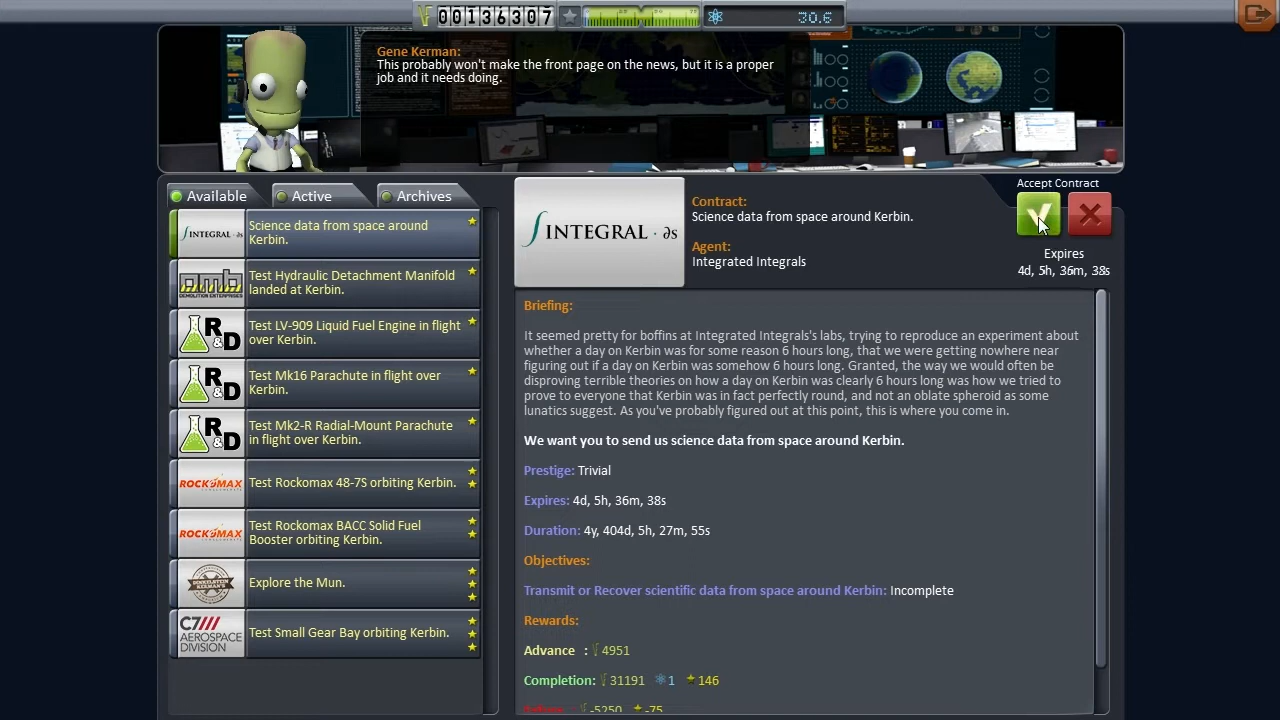 00136307
30.6
Gene Kerman:
This probably won't make the front page on the news, but it is a proper
job and it needs doing.
Available
Active
Archives
INTEGRAL · ∂s
Science data from space around
Kerbin.
amb
DEMOLITION ENTERPRISES
Test Hydraulic Detachment Manifold
landed at Kerbin.
R&D
Test LV-909 Liquid Fuel Engine in flight
over Kerbin.
R&D
Test Mk16 Parachute in flight over
Kerbin.
R&D
Test Mk2-R Radial-Mount Parachute
in flight over Kerbin.
ROCKOMAX
Test Rockomax 48-7S orbiting Kerbin.
ROCKOMAX
Test Rockomax BACC Solid Fuel
Booster orbiting Kerbin.
Explore the Mun.
C7///
AEROSPACE
DIVISION
Test Small Gear Bay orbiting Kerbin.
∫INTEGRAL · ∂s
Contract:
Science data from space around Kerbin.
Agent:
Integrated Integrals
Accept Contract
Expires
4d, 5h, 36m, 38s
Briefing:
It seemed pretty for boffins at Integrated Integrals's labs, trying to reproduce an experiment about
whether a day on Kerbin was for some reason 6 hours long, that we were getting nowhere near
figuring out if a day on Kerbin was somehow 6 hours long. Granted, the way we would often be
disproving terrible theories on how a day on Kerbin was clearly 6 hours long was how we tried to
prove to everyone that Kerbin was in fact perfectly round, and not an oblate spheroid as some
lunatics suggest. As you've probably figured out at this point, this is where you come in.
We want you to send us science data from space around Kerbin.
Prestige: Trivial
Expires: 4d, 5h, 36m, 38s
Duration: 4y, 404d, 5h, 27m, 55s
Objectives:
Transmit or Recover scientific data from space around Kerbin: Incomplete
Rewards:
Advance : 4951
Completion: 31191 1 146
-5250 -75